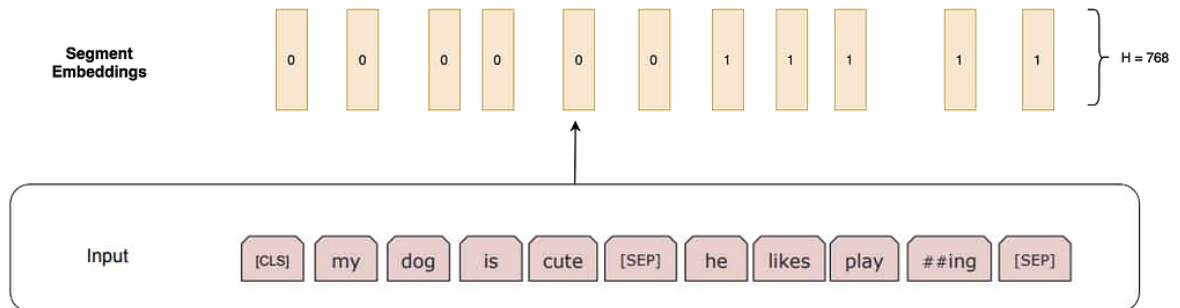 Segment
Embeddings
0 0 0 0 0 0 1 1 1 1 1
H = 768
Input
[CLS] my dog is cute [SEP] he likes play ##ing [SEP]